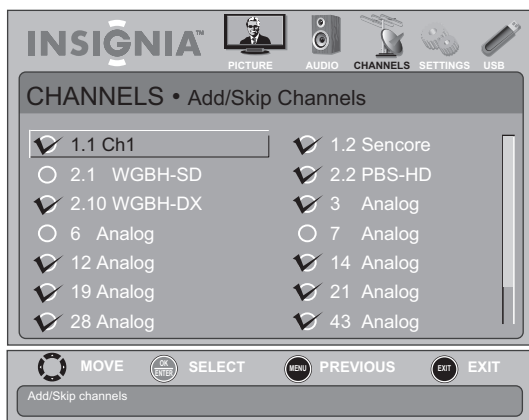 INSIGNIA™
PICTURE AUDIO CHANNELS SETTINGS USB
CHANNELS • Add/Skip Channels
1.1 Ch1 1.2 Sencore
2.1 WGBH-SD 2.2 PBS-HD
2.10 WGBH-DX 3 Analog
6 Analog 7 Analog
12 Analog 14 Analog
19 Analog 21 Analog
28 Analog 43 Analog
MOVE OK ENTER SELECT MENU PREVIOUS EXIT EXIT
Add/Skip channels